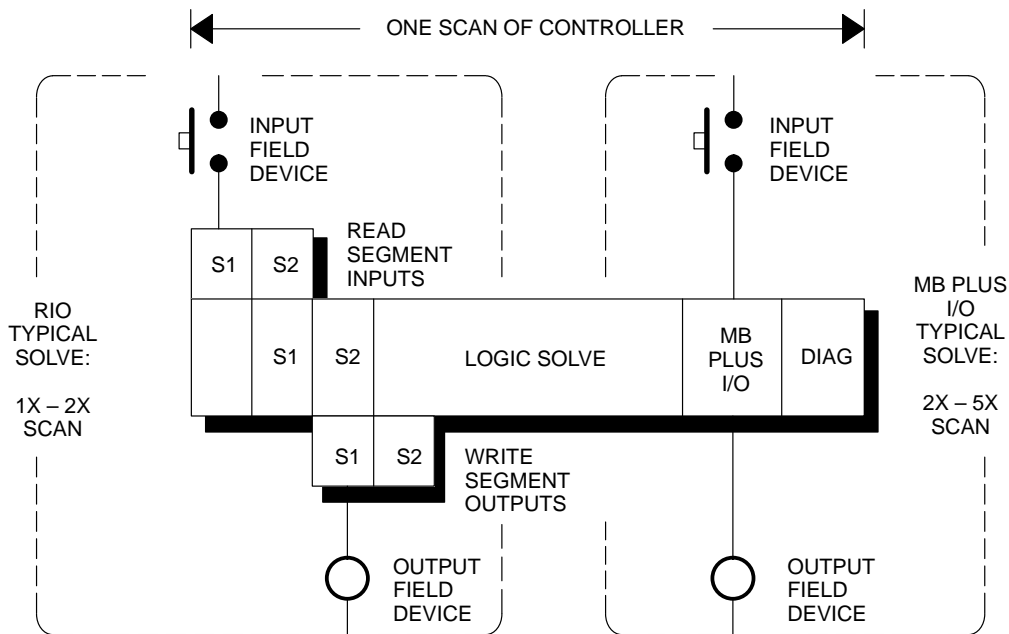 ONE SCAN OF CONTROLLER
INPUT
FIELD
DEVICE
INPUT
FIELD
DEVICE
READ
SEGMENT
INPUTS
S1
S2
RIO
TYPICAL
SOLVE:
1X – 2X
SCAN
S1
S2
LOGIC SOLVE
MB
PLUS
I/O
DIAG
MB PLUS
I/O
TYPICAL
SOLVE:
2X – 5X
SCAN
S1
S2
WRITE
SEGMENT
OUTPUTS
OUTPUT
FIELD
DEVICE
OUTPUT
FIELD
DEVICE